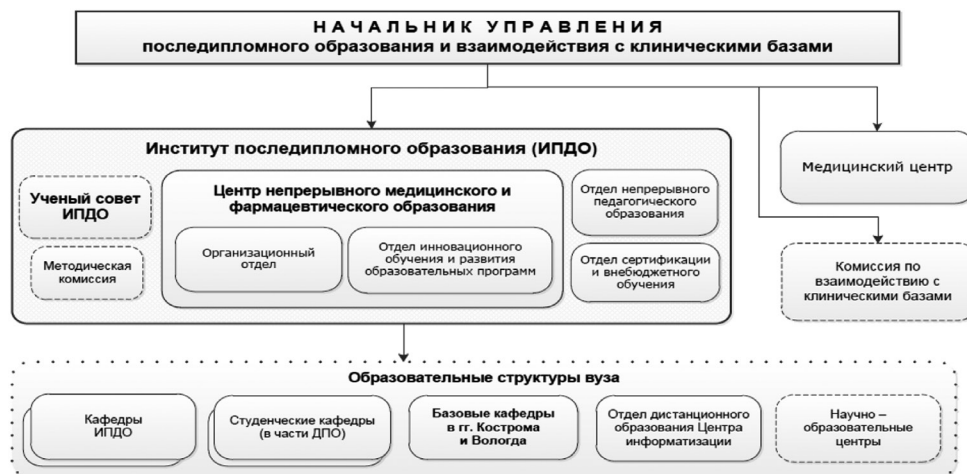 НАЧАЛЬНИК УПРАВЛЕНИЯ
последипломного образования и взаимодействия с клиническими базами
Институт последипломного образования (ИПДО)
Ученый совет
ИПДО
Методическая
комиссия
Центр непрерывного медицинского и
фармацевтического образования
Организационный
отдел
Отдел инновационного
обучения и развития
образовательных программ
Отдел непрерывного
педагогического
образования
Отдел сертификации
и внебюджетного
обучения
Медицинский центр
Комиссия по
взаимодействию с
клиническими базами
Образовательные структуры вуза
Кафедры
ИПДО
Студенческие кафедры
(в части ДПО)
Базовые кафедры
в гг. Кострома
и Вологда
Отдел дистанционного
образования Центра
информатизации
Научно –
образовательные
центры